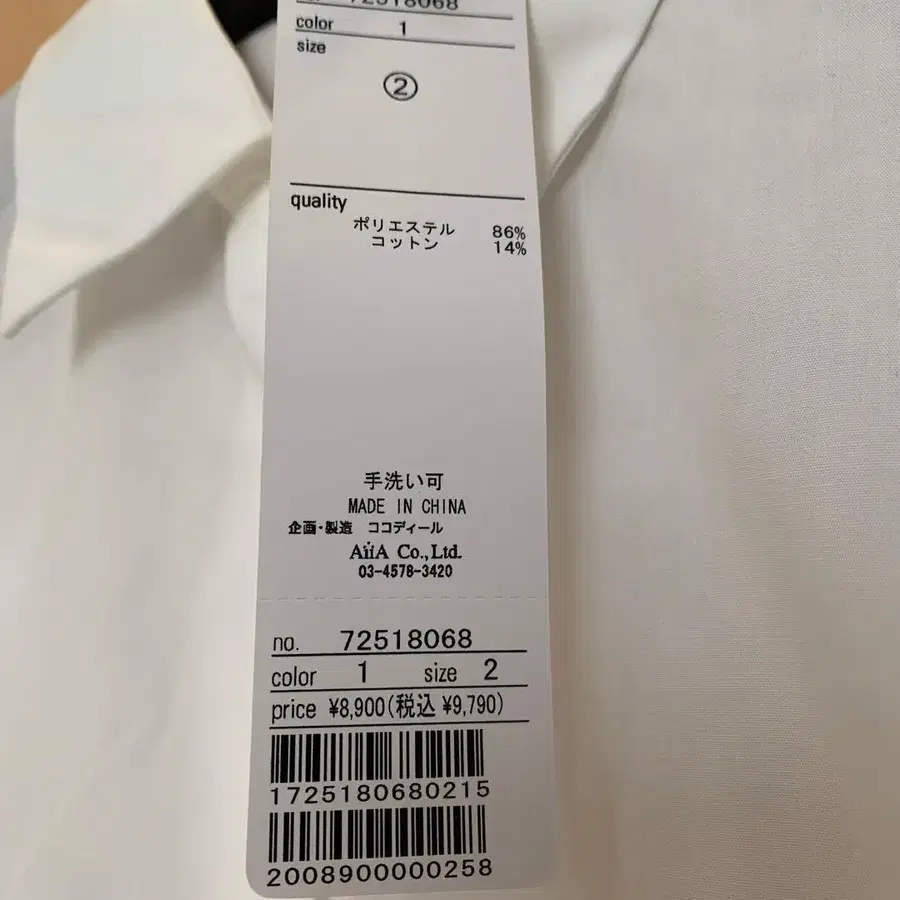 72518068
color 1
size
②
quality
ポリエステル 86%
コットン 14%
手洗い可
MADE IN CHINA
企画・製造 ココディール
AiiA Co.,Ltd.
03-4578-3420
no. 72518068
color 1 size 2
price ¥8,900(税込 ¥9,790)
1725180680215
2008900000258